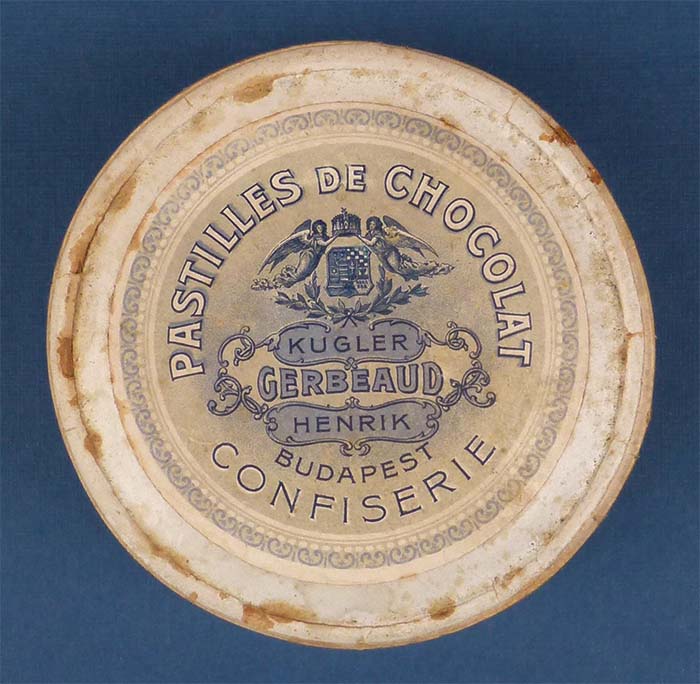 PASTILLES DE CHOCOLAT
KUGLER
GERBEAUD
HENRIK
BUDAPEST
CONFISERIE